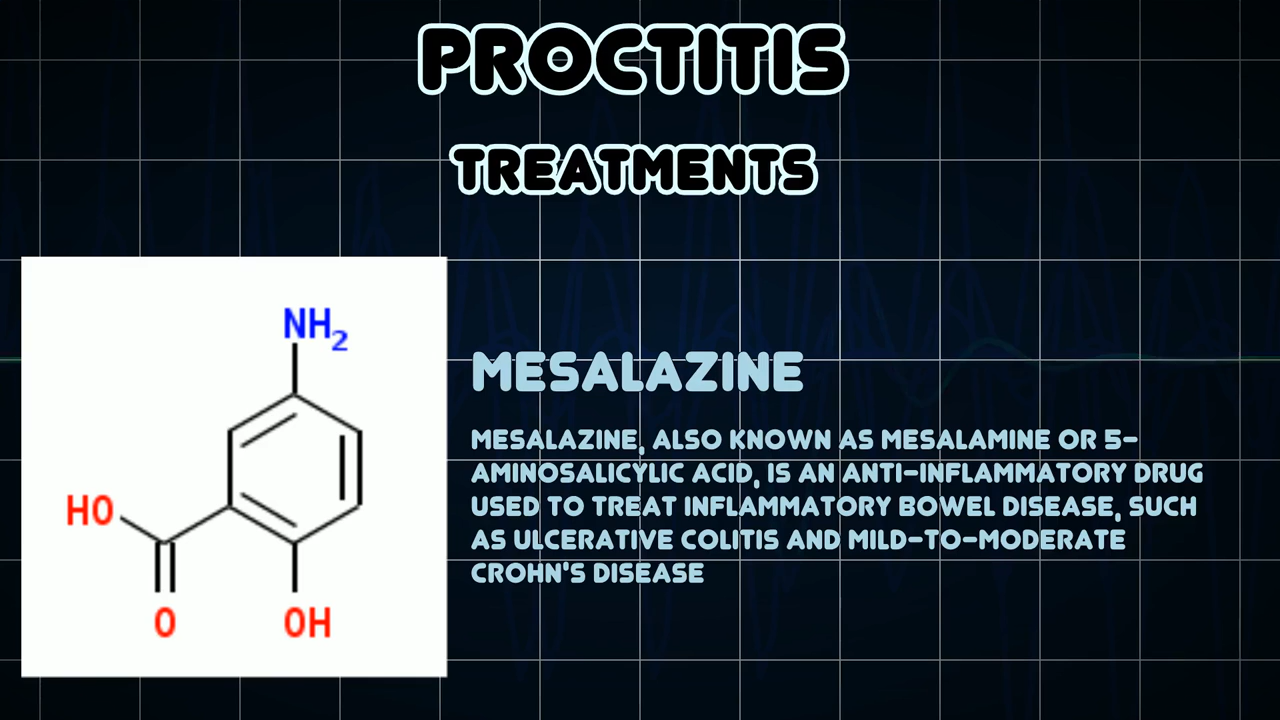 PROCTITIS
TREATMENTS
NH2
HO
O
OH
MESALAZINE
MESALAZINE, ALSO KNOWN AS MESALAMINE OR 5-
AMINOSALICYLIC ACID, IS AN ANTI-INFLAMMATORY DRUG
USED TO TREAT INFLAMMATORY BOWEL DISEASE, SUCH
AS ULCERATIVE COLITIS AND MILD-TO-MODERATE
CROHN'S DISEASE